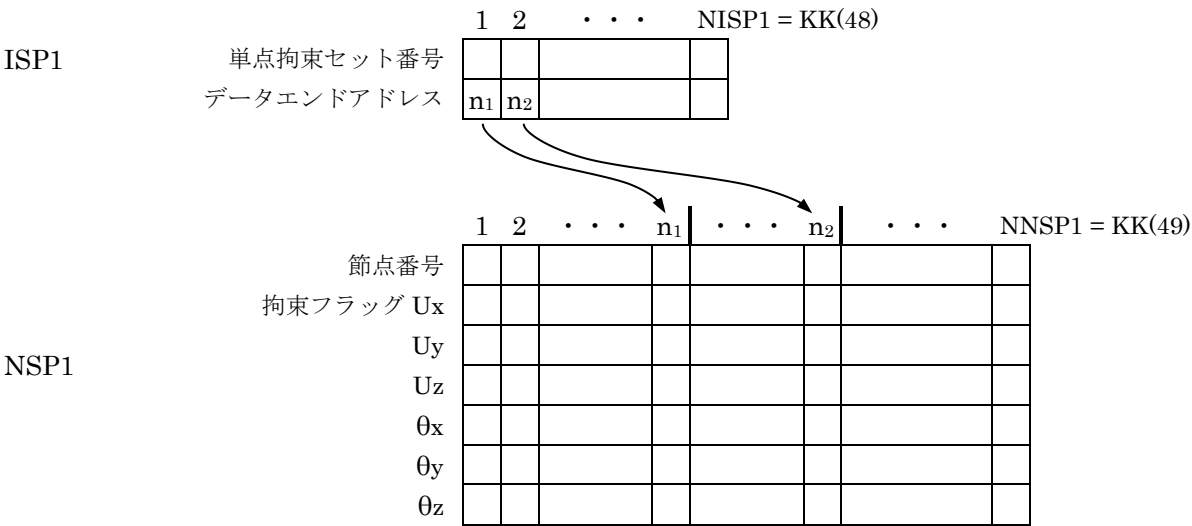 1 2 ・・・ NISP1 = KK(48)
ISP1 単点拘束セット番号
データエンドアドレス n1 n2
1 2 ・・・ n1 ・・・ n2 ・・・ NNSP1 = KK(49)
節点番号
拘束フラッグ Ux
Uy
NSP1
Uz
θx
θy
θz